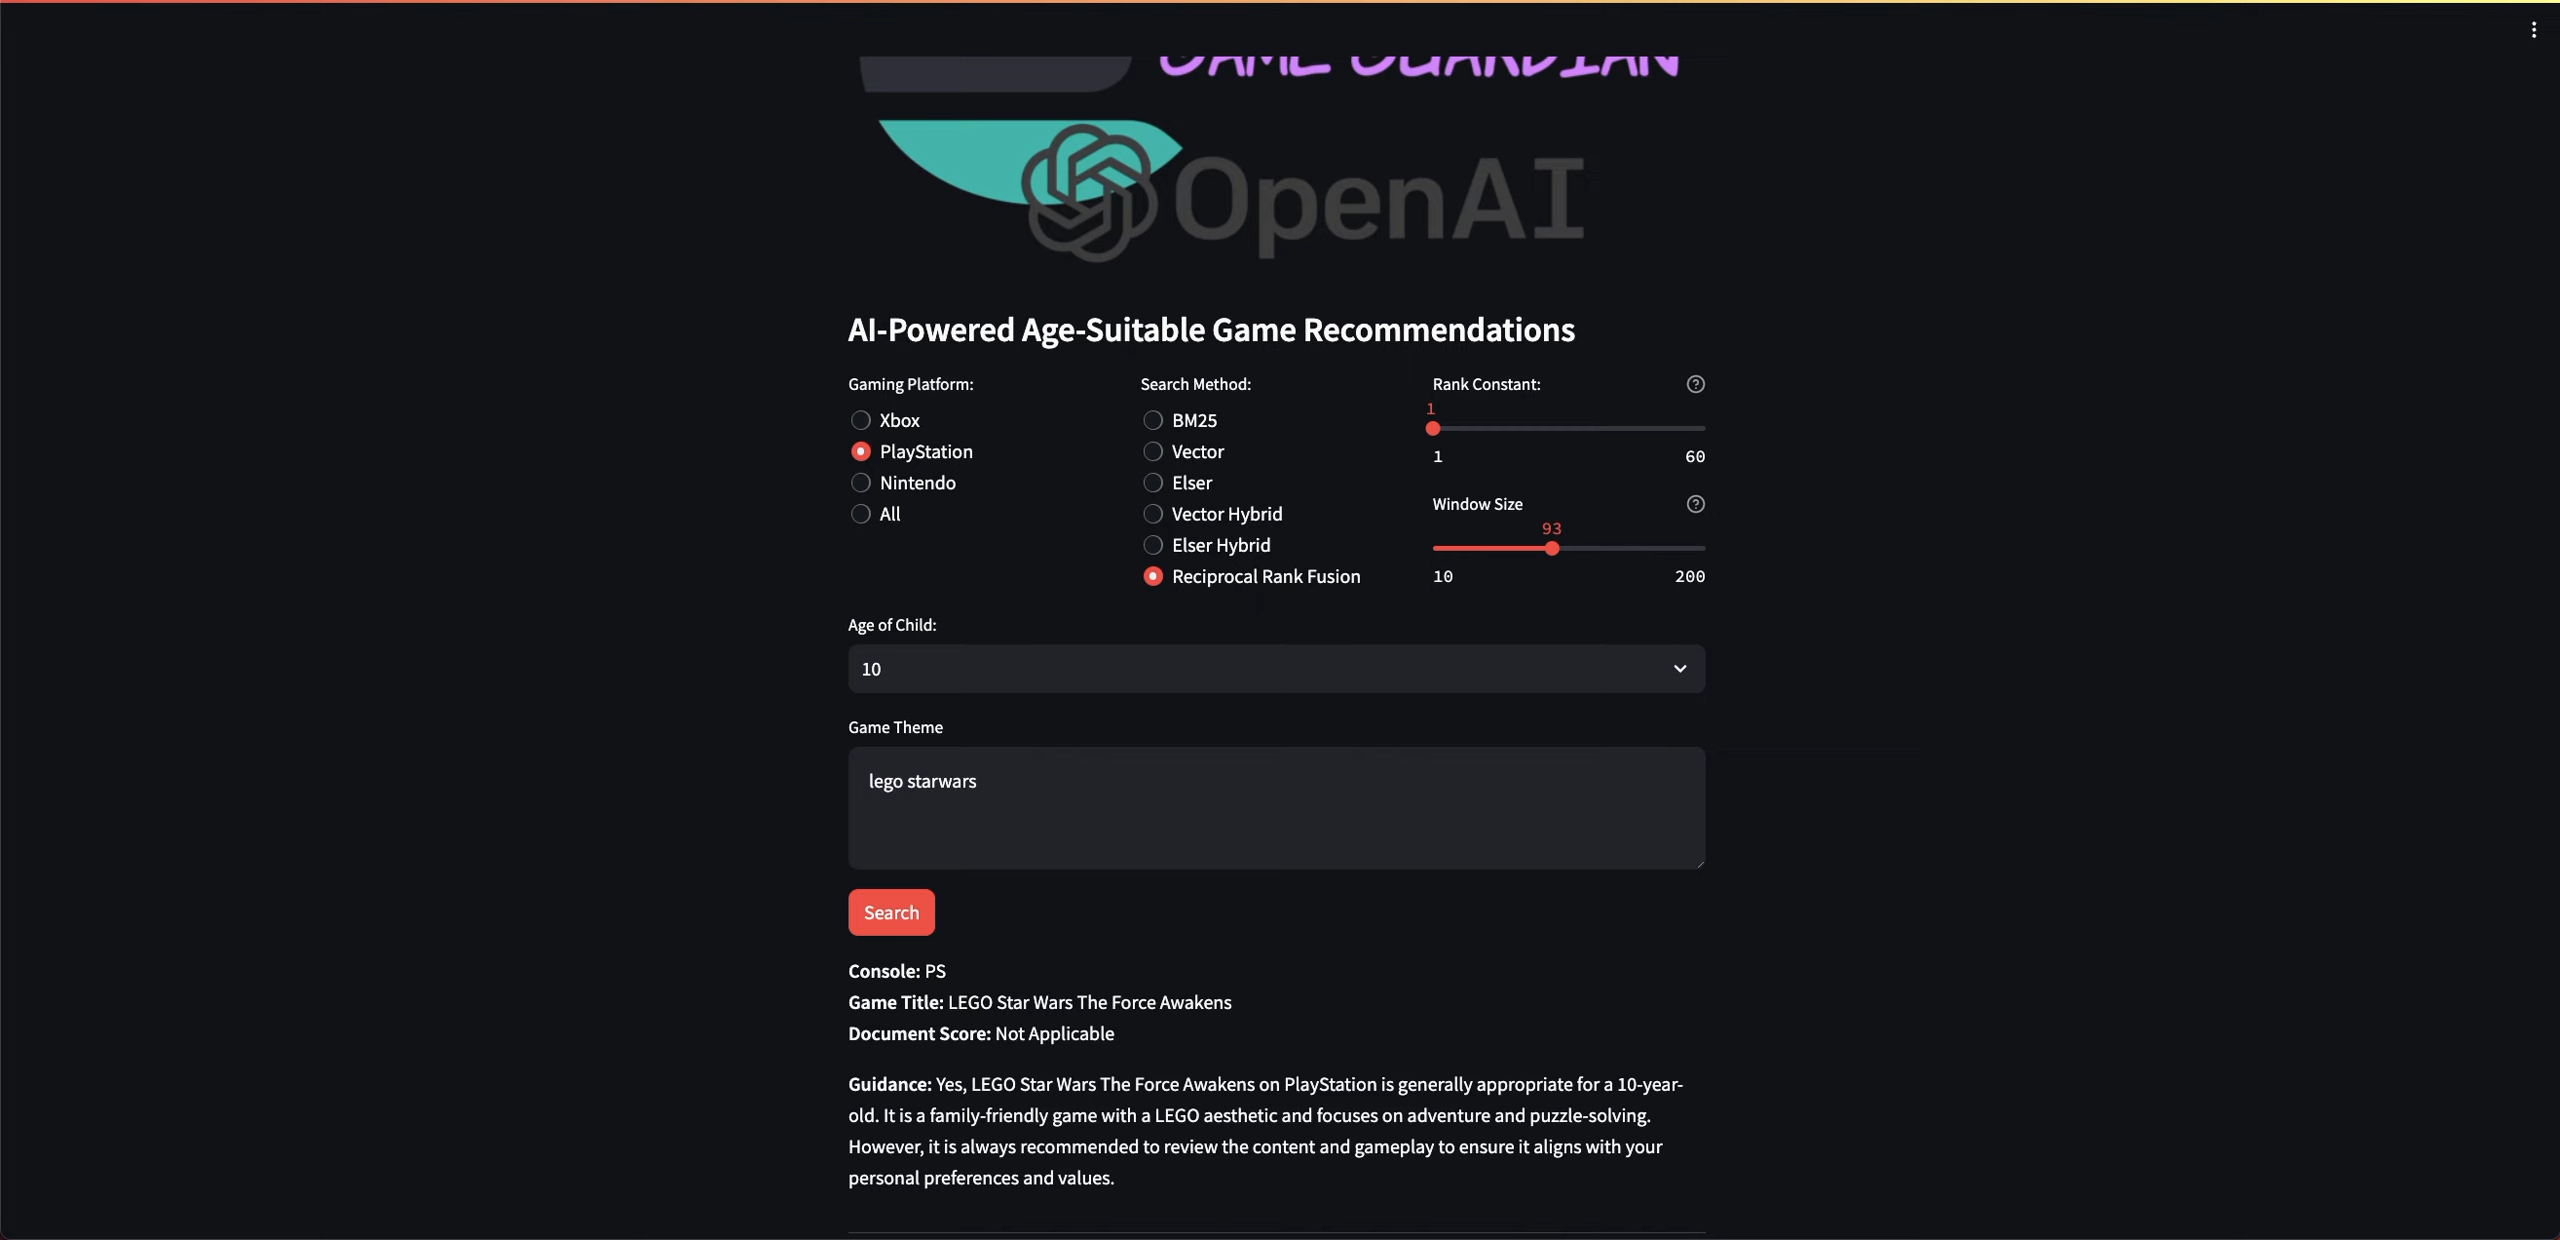 GAME GUARDIAN
OpenAI
AI-Powered Age-Suitable Game Recommendations
Gaming Platform:
Xbox
PlayStation
Nintendo
All
Search Method:
BM25
Vector
Elser
Vector Hybrid
Elser Hybrid
Reciprocal Rank Fusion
Rank Constant:
1
1 60
Window Size
93
10 200
Age of Child:
10
Game Theme
lego starwars
Search
Console: PS
Game Title: LEGO Star Wars The Force Awakens
Document Score: Not Applicable
Guidance: Yes, LEGO Star Wars The Force Awakens on PlayStation is generally appropriate for a 10-year-
old. It is a family-friendly game with a LEGO aesthetic and focuses on adventure and puzzle-solving.
However, it is always recommended to review the content and gameplay to ensure it aligns with your
personal preferences and values.